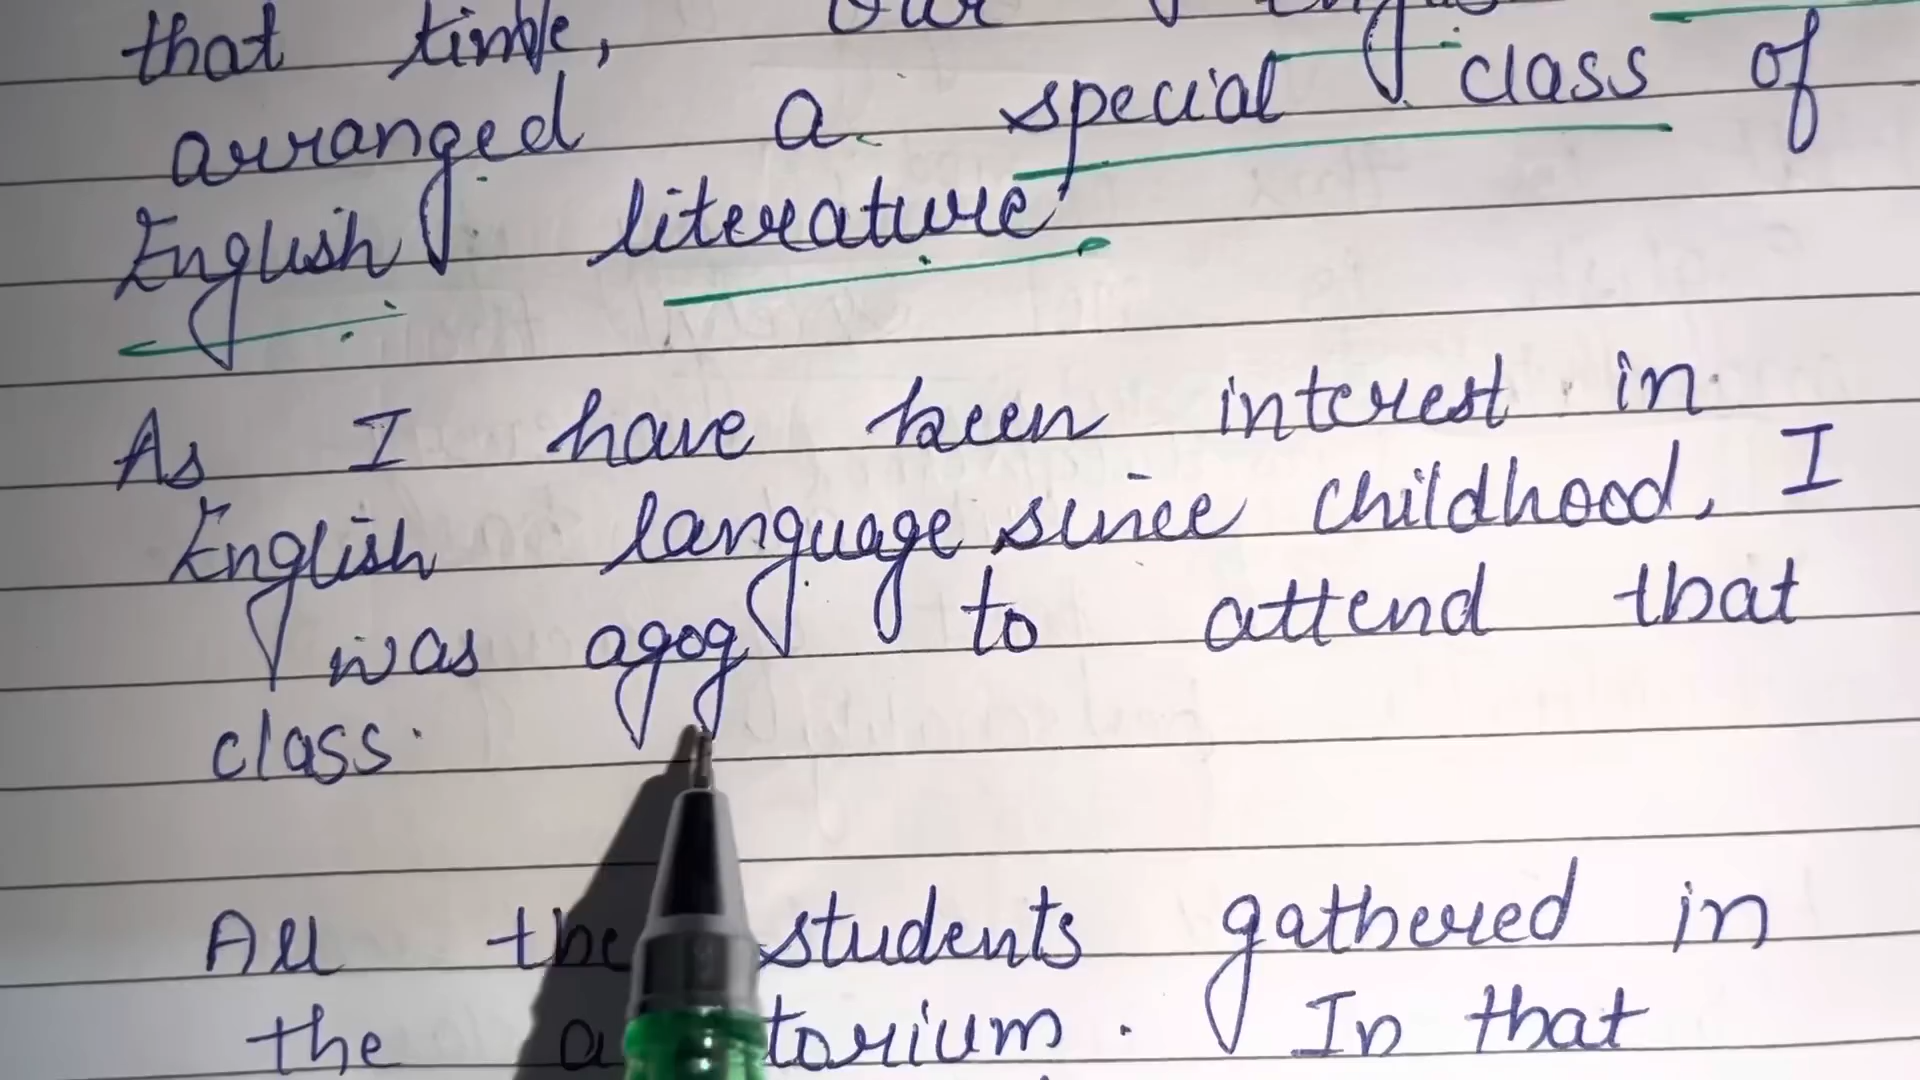 that time,
arranged a special class of
English literature
As I have been interest in
English language since childhood, I
was agog to attend that
class.
All the students gathered in
the torium. In that